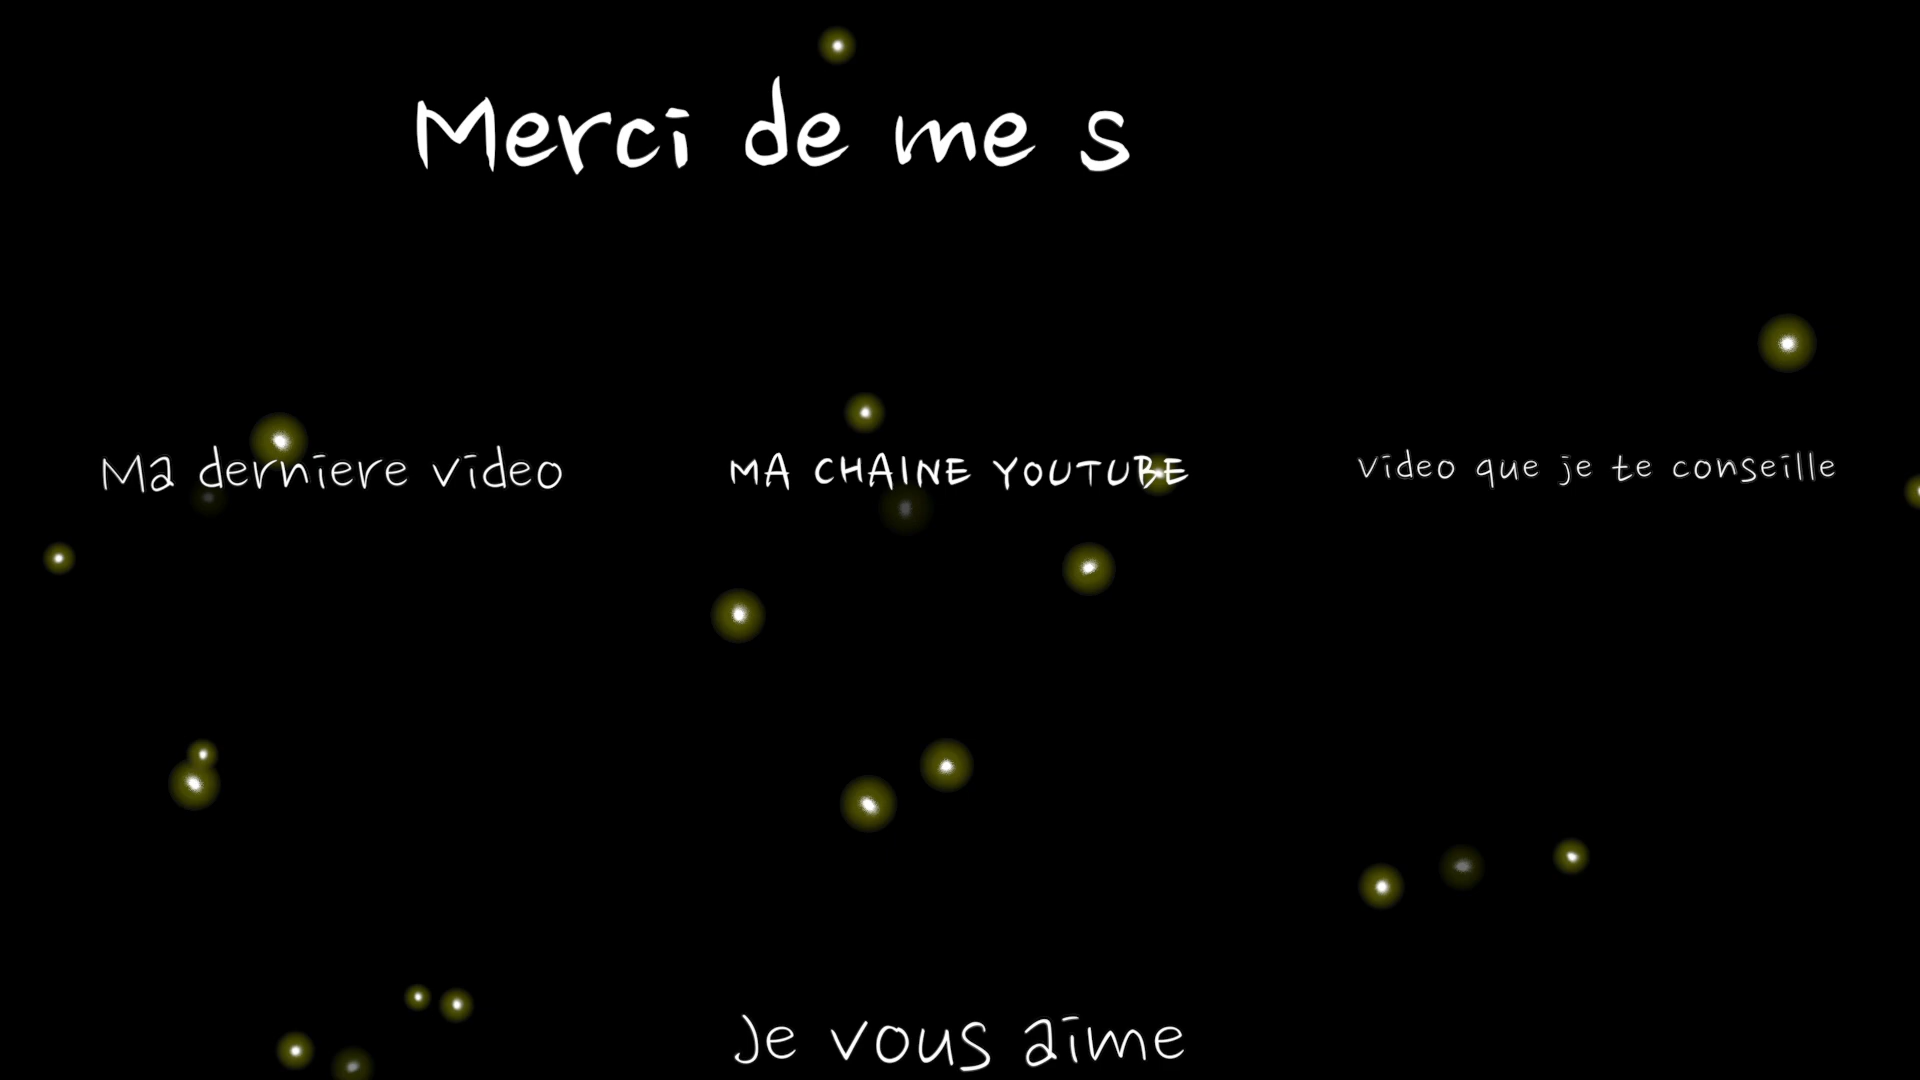 Merci de me s
Ma derniere video
MA CHAINE YOUTUBE
video que je te conseille
Je vous aime